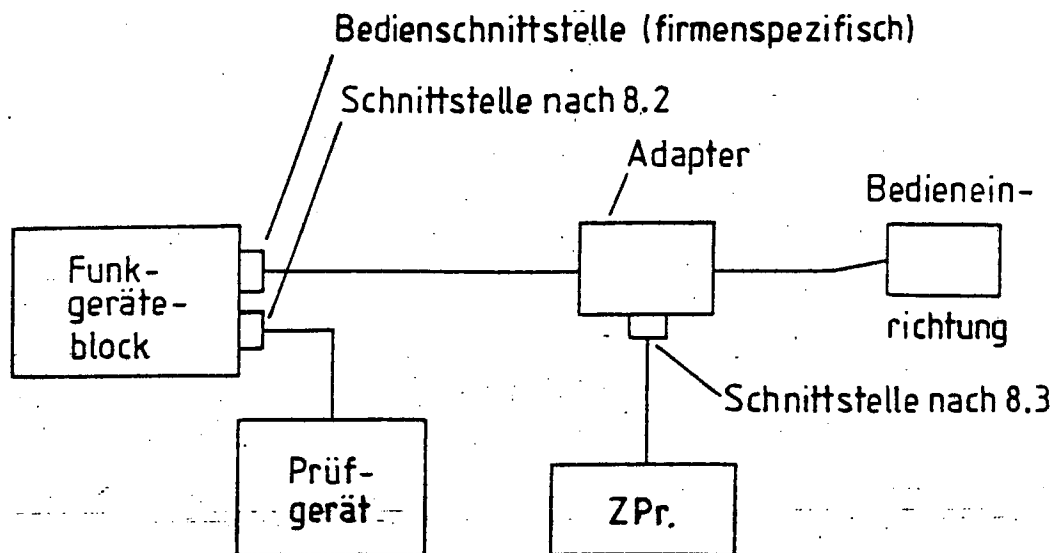 Bedienschnittstelle (firmenspezifisch)
Schnittstelle nach 8.2
Adapter
Bedienein-
richtung
Funk-
geräte-
block
Schnittstelle nach 8.3
Prüf-
gerät
ZPr.